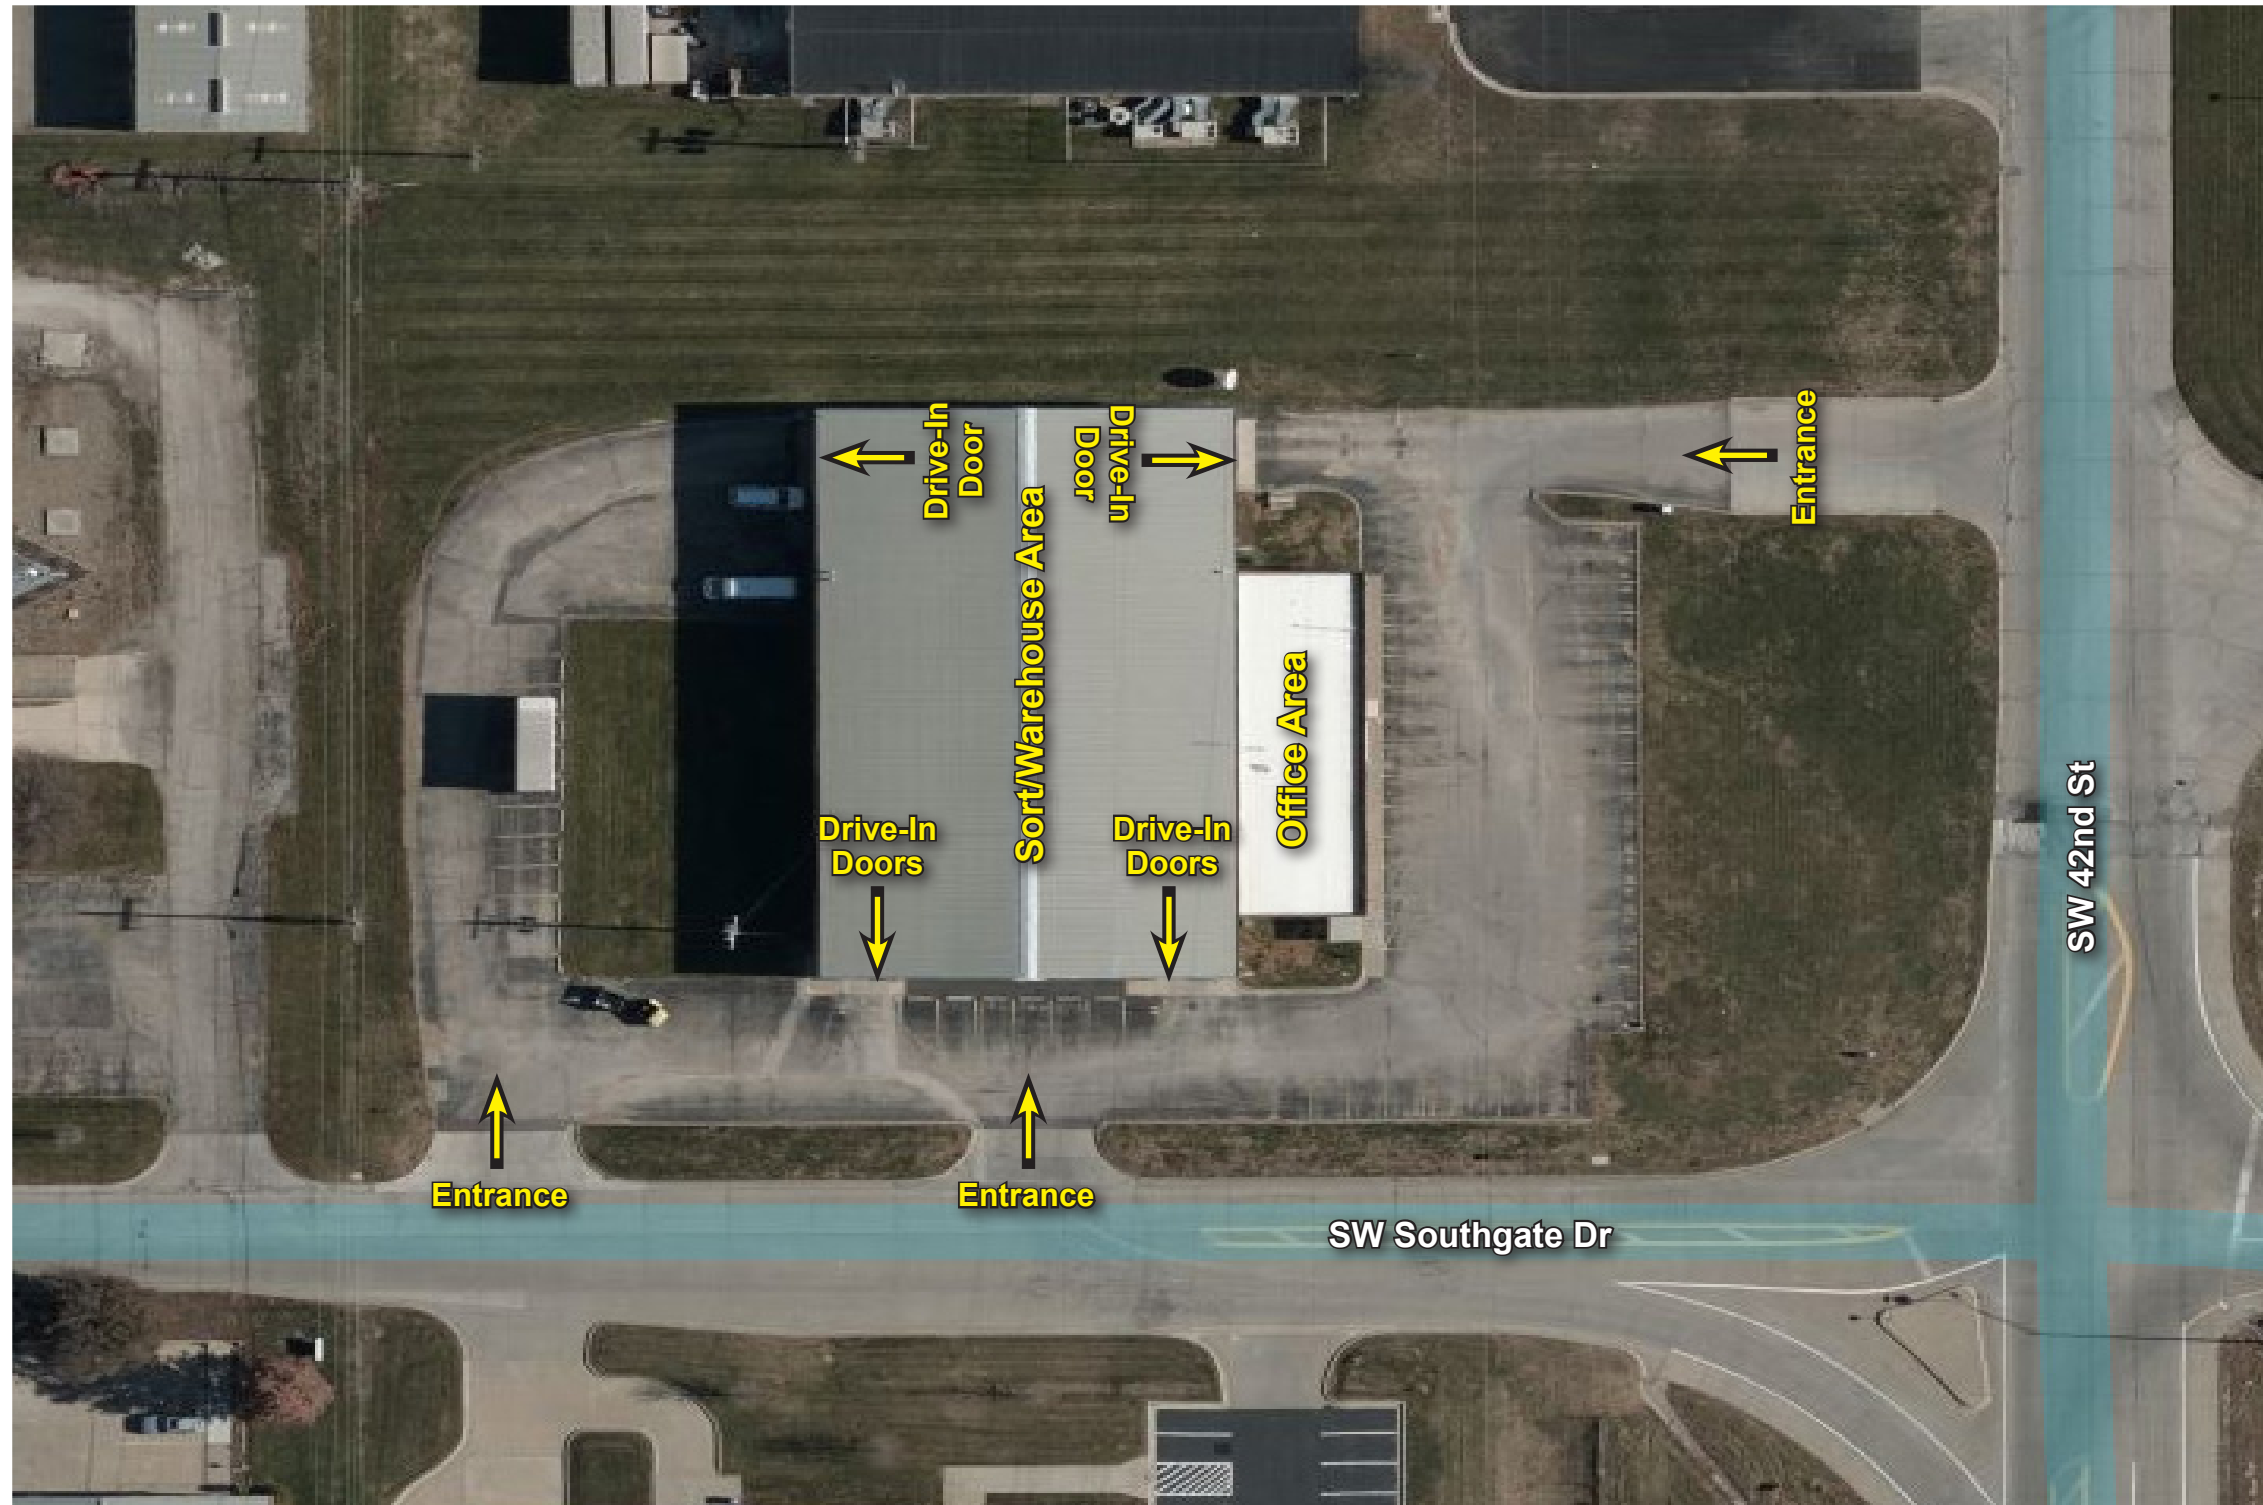 Drive-In
Door
Drive-In
Door
Entrance
Sort/Warehouse Area
Office Area
Drive-In
Doors
Drive-In
Doors
SW 42nd St
Entrance
Entrance
SW Southgate Dr